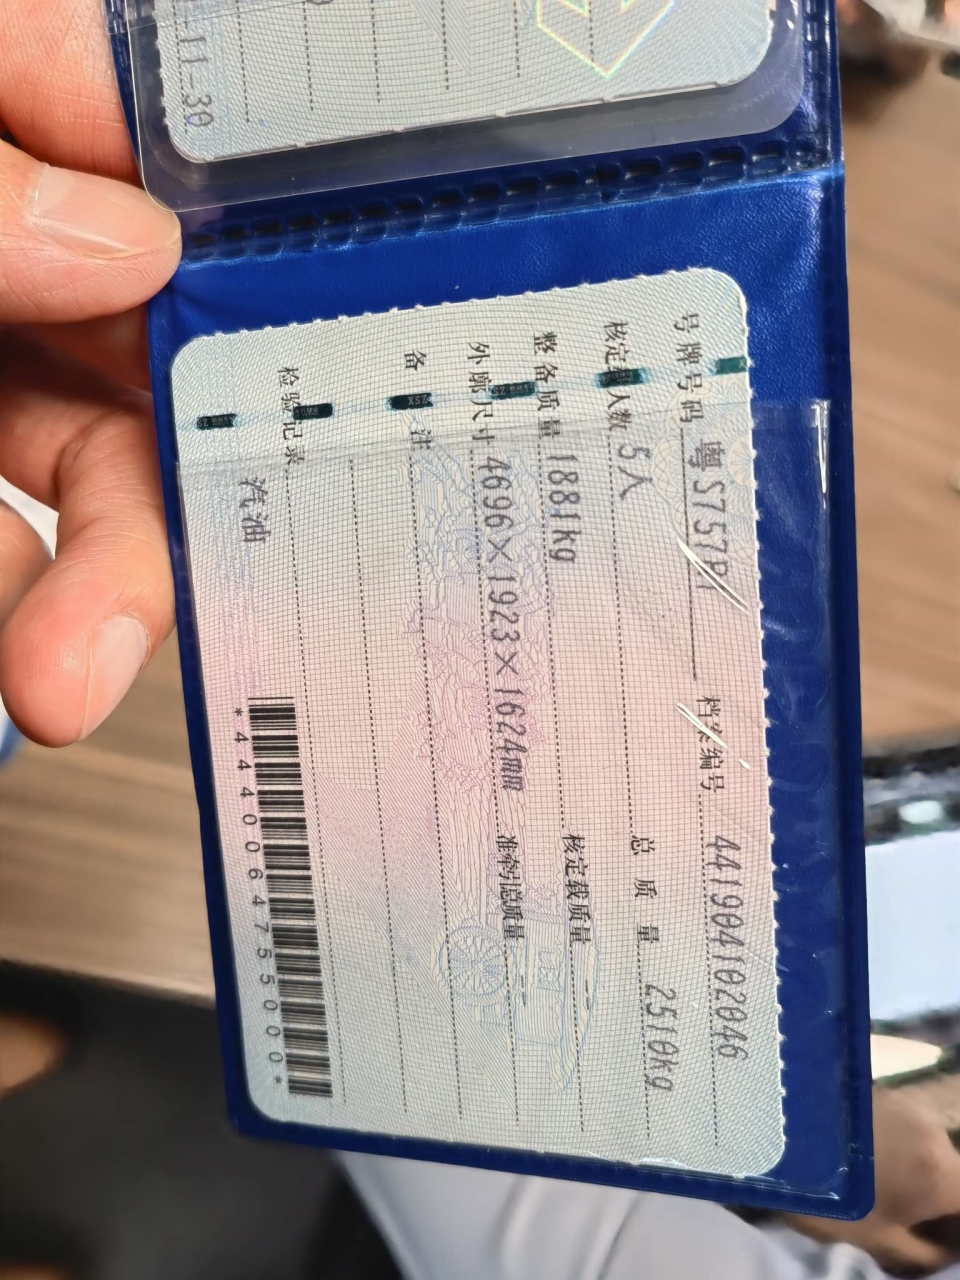 11-30
号牌号码 粤S757P1 档案编号 441904102046
核定载人数 5人 总质量 2510kg
整备质量 1881kg 核定载质量 --
外廓尺寸 4696×1923×1624mm 准牵引总质量 --
备注
检验记录
汽油
*4440064755000*